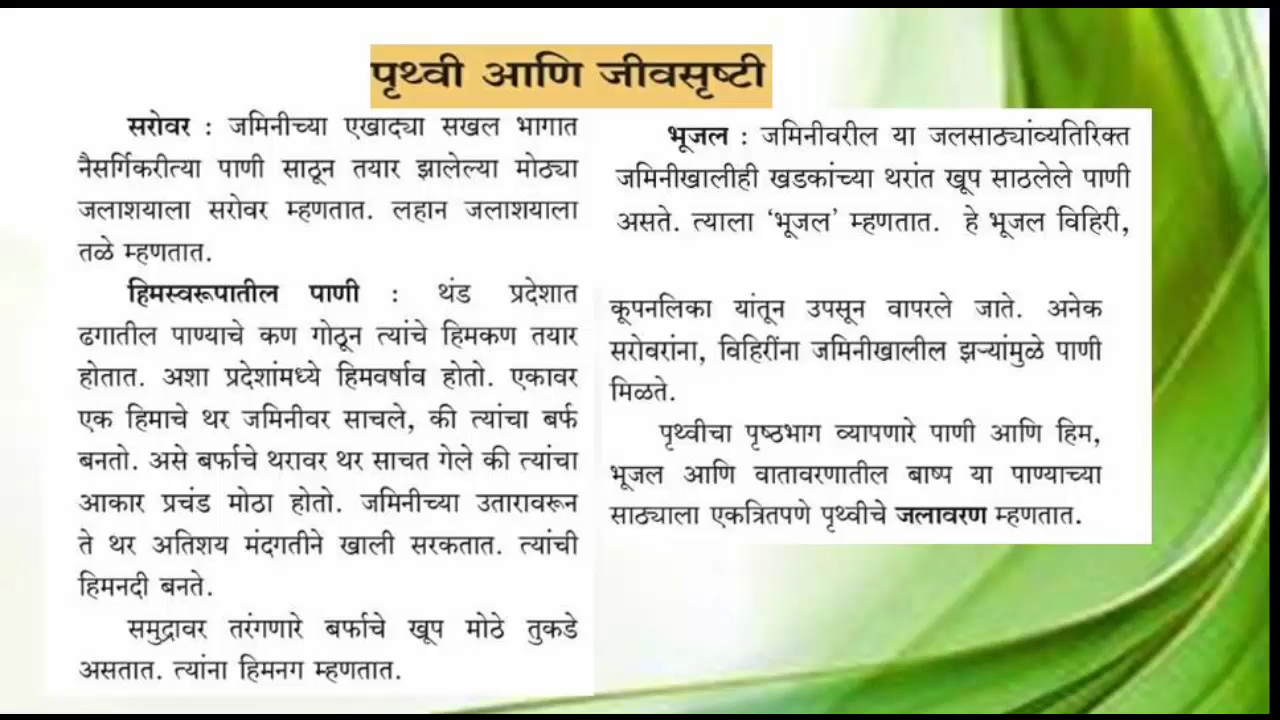 पृथ्वी आणि जीवसृष्टी
सरोवर : जमिनीच्या एखाद्या सखल भागात
नैसर्गिकरीत्या पाणी साठून तयार झालेल्या मोठ्या
जलाशयाला सरोवर म्हणतात. लहान जलाशयाला
तळे म्हणतात.
हिमस्वरूपातील पाणी : थंड प्रदेशात
ढगातील पाण्याचे कण गोठून त्यांचे हिमकण तयार
होतात. अशा प्रदेशांमध्ये हिमवर्षाव होतो. एकावर
एक हिमाचे थर जमिनीवर साचले, की त्यांचा बर्फ
बनतो. असे बर्फाचे थरावर थर साचत गेले की त्यांचा
आकार प्रचंड मोठा होतो. जमिनीच्या उतारावरून
ते थर अतिशय मंदगतीने खाली सरकतात. त्यांची
हिमनदी बनते.
समुद्रावर तरंगणारे बर्फाचे खूप मोठे तुकडे
असतात. त्यांना हिमनग म्हणतात.
भूजल : जमिनीवरील या जलसाठ्यांव्यतिरिक्त
जमिनीखालीही खडकांच्या थरांत खूप साठलेले पाणी
असते. त्याला ‘भूजल’ म्हणतात. हे भूजल विहिरी,
कूपनलिका यांतून उपसून वापरले जाते. अनेक
सरोवरांना, विहिरींना जमिनीखालील झऱ्यांमुळे पाणी
मिळते.
पृथ्वीचा पृष्ठभाग व्यापणारे पाणी आणि हिम,
भूजल आणि वातावरणातील बाष्प या पाण्याच्या
साठ्याला एकत्रितपणे पृथ्वीचे जलावरण म्हणतात.